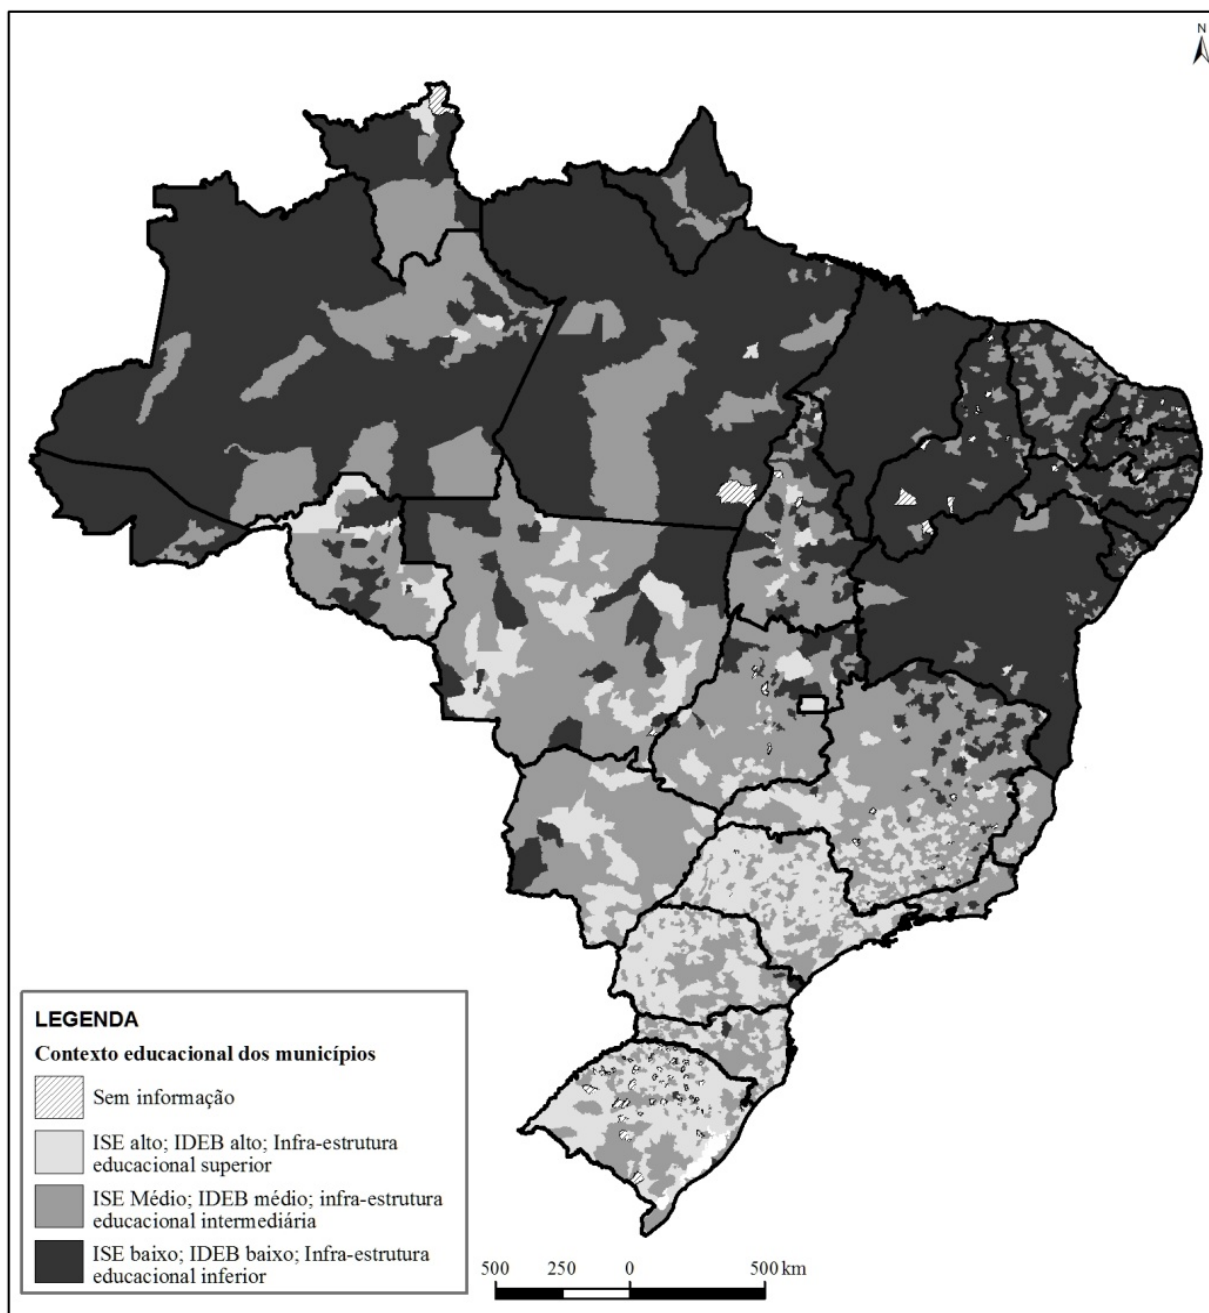 N
LEGENDA
Contexto educacional dos municípios
Sem informação
ISE alto; IDEB alto; Infra-estrutura
educacional superior
ISE Médio; IDEB médio; infra-estrutura
educacional intermediária
ISE baixo; IDEB baixo; Infra-estrutura
educacional inferior
500 250 0 500 km